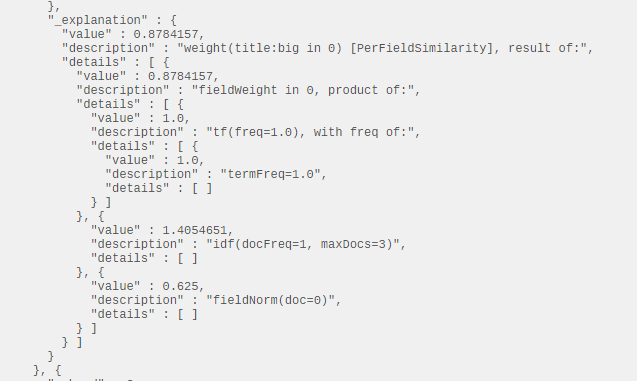 },
"_explanation" : {
"value" : 0.8784157,
"description" : "weight(title:big in 0) [PerFieldSimilarity], result of:",
"details" : [ {
"value" : 0.8784157,
"description" : "fieldWeight in 0, product of:",
"details" : [ {
"value" : 1.0,
"description" : "tf(freq=1.0), with freq of:",
"details" : [ {
"value" : 1.0,
"description" : "termFreq=1.0",
"details" : [ ]
} ]
}, {
"value" : 1.4054651,
"description" : "idf(docFreq=1, maxDocs=3)",
"details" : [ ]
}, {
"value" : 0.625,
"description" : "fieldNorm(doc=0)",
"details" : [ ]
} ]
} ]
}
}, {